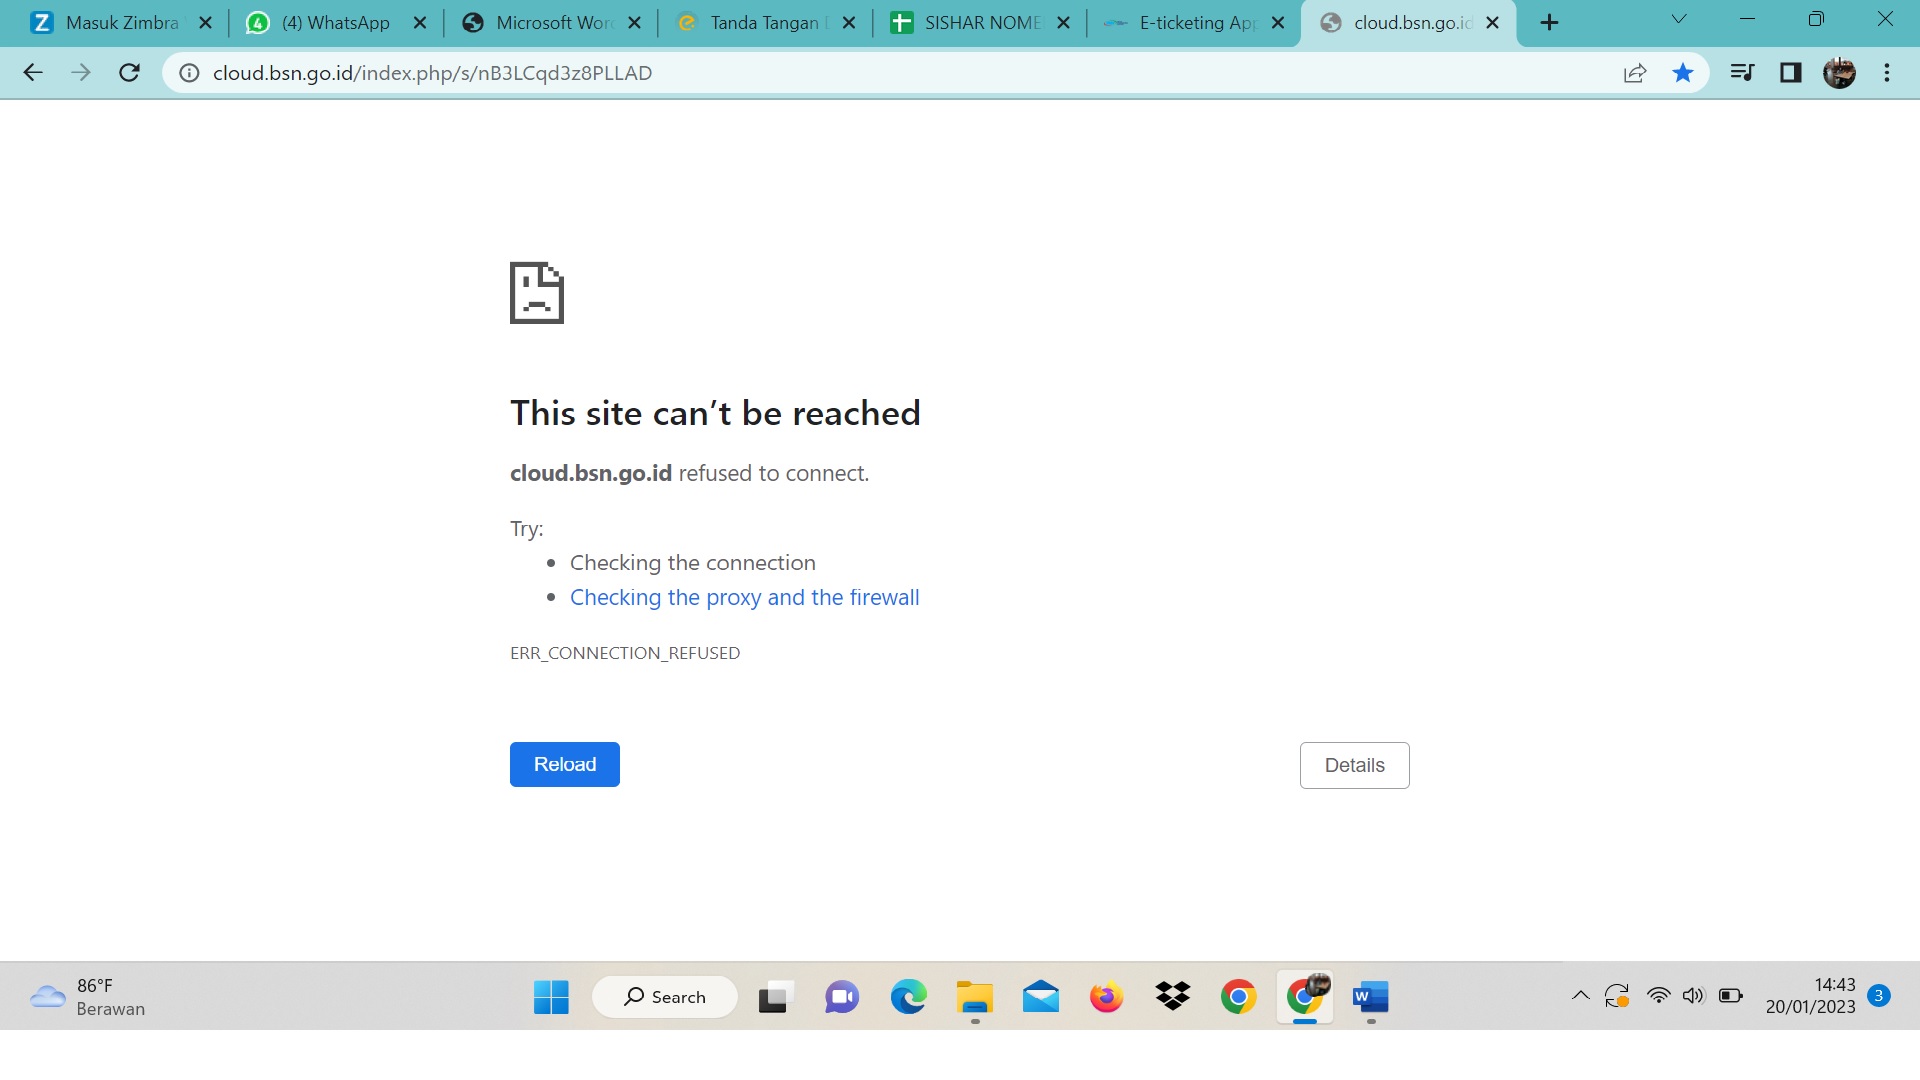 Masuk Zimbra
(4) WhatsApp
Microsoft Word
Tanda Tangan
SISHAR NOME
E-ticketing App
cloud.bsn.go.id
cloud.bsn.go.id/index.php/s/nB3LCqd3z8PLLAD
This site can’t be reached
cloud.bsn.go.id refused to connect.
Try:
Checking the connection
Checking the proxy and the firewall
ERR_CONNECTION_REFUSED
Reload
Details
86°F
Berawan
Search
14:43
20/01/2023
3